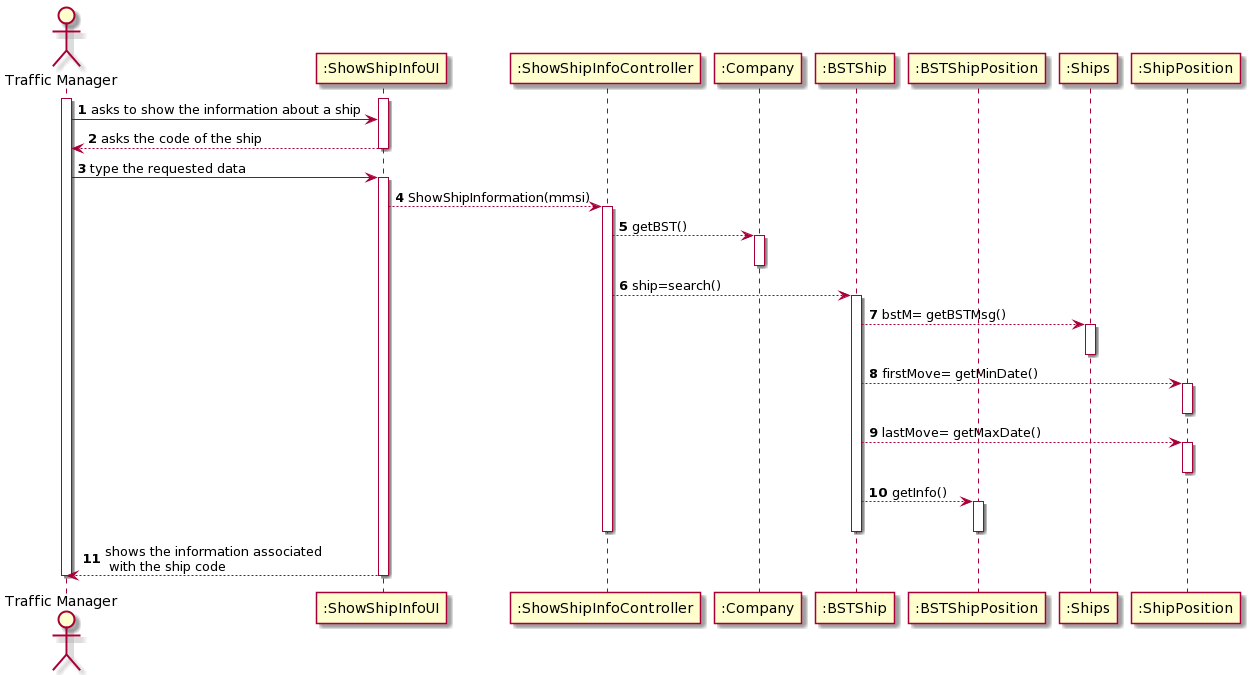 Traffic Manager
:ShowShipInfoUI
:ShowShipInfoController
:Company
:BSTShip
:BSTShipPosition
:Ships
:ShipPosition
1 asks to show the information about a ship
2 asks the code of the ship
3 type the requested data
4 ShowShipInformation(mmsi)
5 getBST()
6 ship=search()
7 bstM= getBSTMsg()
8 firstMove= getMinDate()
9 lastMove= getMaxDate()
10 getInfo()
11 shows the information associated
with the ship code
Traffic Manager
:ShowShipInfoUI
:ShowShipInfoController
:Company
:BSTShip
:BSTShipPosition
:Ships
:ShipPosition